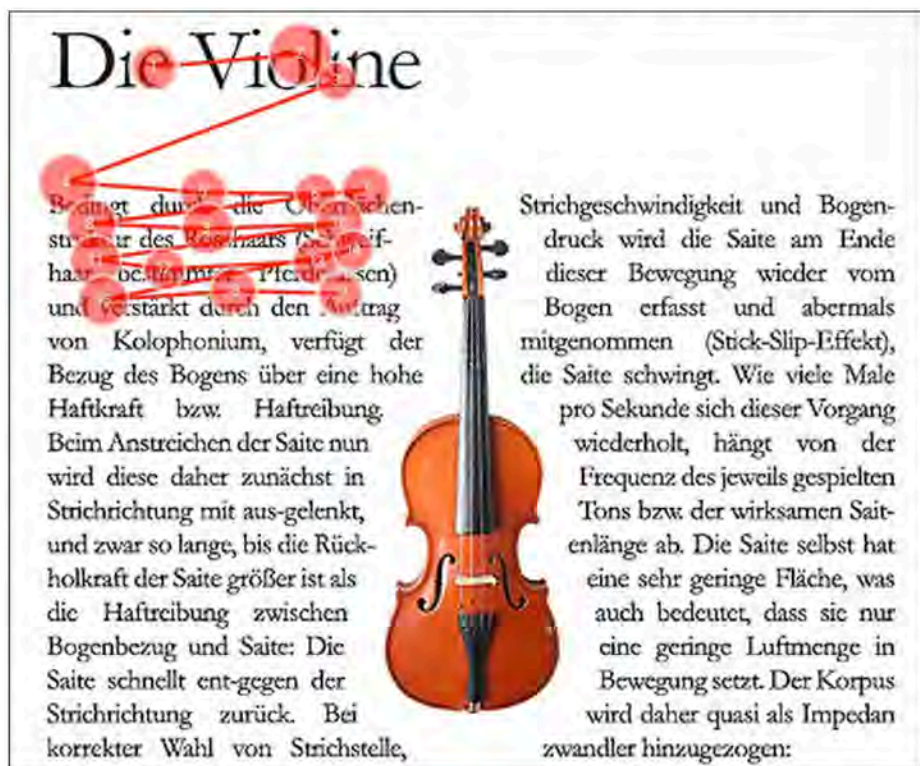 Die Violine
Bedingt durch die Oberflächen-
struktur des Rosshaars (Schweif-
haar bestimmter Pferderassen)
und verstärkt durch den Auftrag
von Kolophonium, verfügt der
Bezug des Bogens über eine hohe
Haftkraft bzw. Haftreibung.
Beim Anstreichen der Saite nun
wird diese daher zunächst in
Strichrichtung mit aus-gelenkt,
und zwar so lange, bis die Rück-
holkraft der Saite größer ist als
die Haftreibung zwischen
Bogenbezug und Saite: Die
Saite schnellt ent-gegen der
Strichrichtung zurück. Bei
korrekter Wahl von Strichstelle,
Strichgeschwindigkeit und Bogen-
druck wird die Saite am Ende
dieser Bewegung wieder vom
Bogen erfasst und abermals
mitgenommen (Stick-Slip-Effekt),
die Saite schwingt. Wie viele Male
pro Sekunde sich dieser Vorgang
wiederholt, hängt von der
Frequenz des jeweils gespielten
Tons bzw. der wirksamen Sait-
enlänge ab. Die Saite selbst hat
eine sehr geringe Fläche, was
auch bedeutet, dass sie nur
eine geringe Luftmenge in
Bewegung setzt. Der Korpus
wird daher quasi als Impedan
zwandler hinzugezogen: